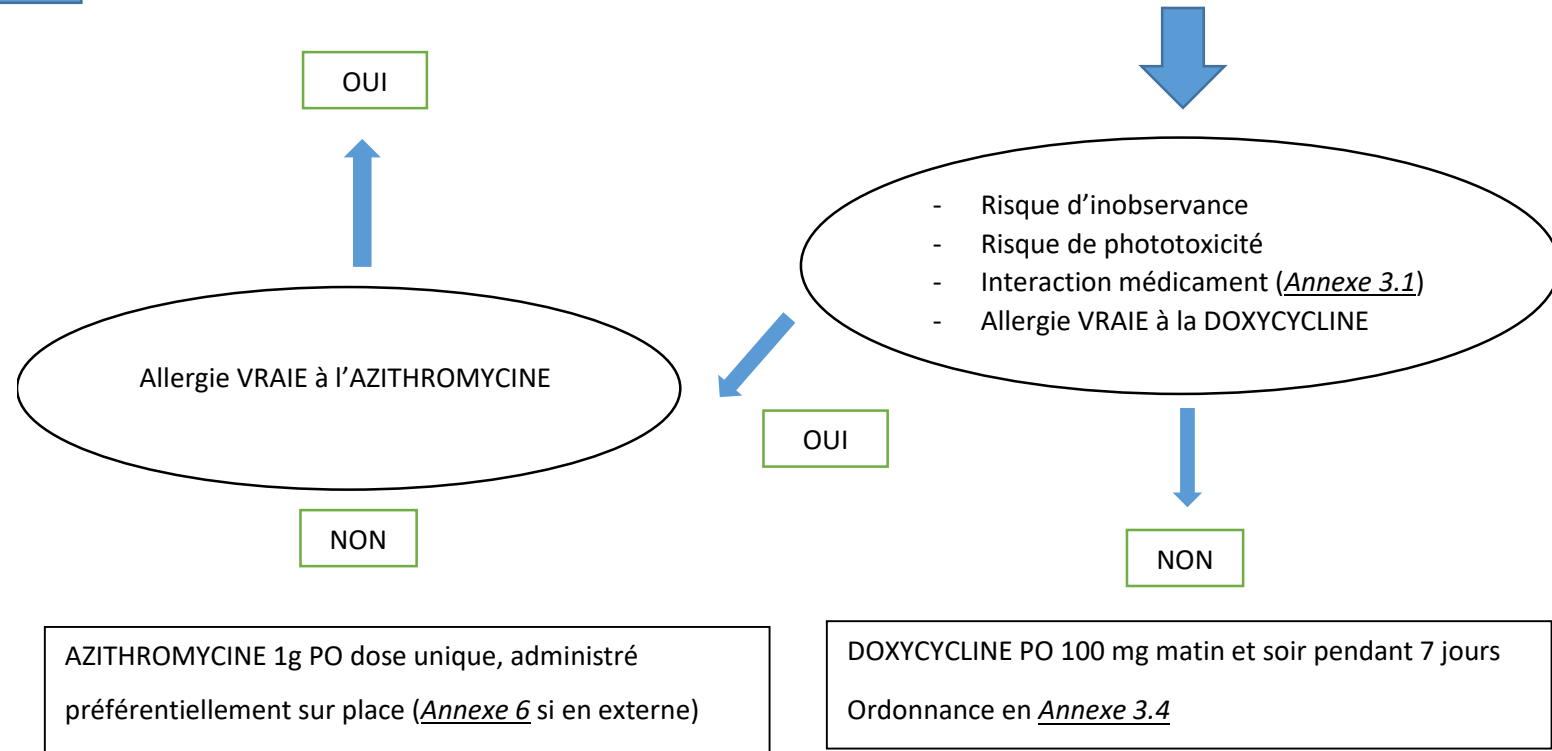 OUI
- Risque d'inobservance
- Risque de phototoxicité
- Interaction médicament (Annexe 3.1)
- Allergie VRAIE à la DOXYCYCLINE
Allergie VRAIE à l'AZITHROMYCINE
OUI
NON
NON
AZITHROMYCINE 1g PO dose unique, administré
préférentiellement sur place (Annexe 6 si en externe)
DOXYCYCLINE PO 100 mg matin et soir pendant 7 jours
Ordonnance en Annexe 3.4